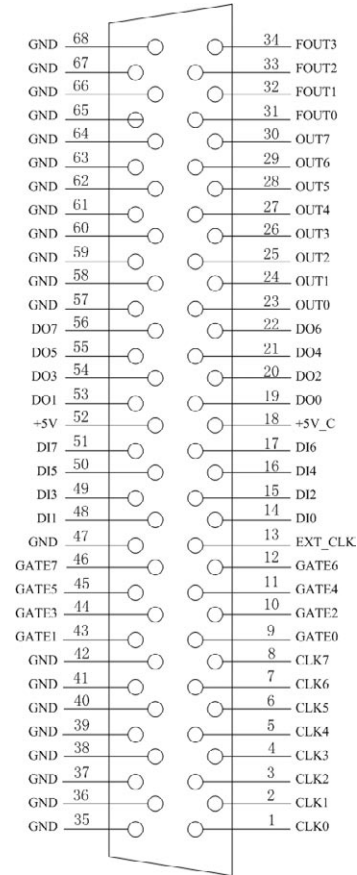 GND 68 34 FOUT3
GND 67 33 FOUT2
GND 66 32 FOUT1
GND 65 31 FOUT0
GND 64 30 OUT7
GND 63 29 OUT6
GND 62 28 OUT5
GND 61 27 OUT4
GND 60 26 OUT3
GND 59 25 OUT2
GND 58 24 OUT1
GND 57 23 OUT0
DO7 56 22 DO6
DO5 55 21 DO4
DO3 54 20 DO2
DO1 53 19 DO0
+5V 52 18 +5V_C
DI7 51 17 DI6
DI5 50 16 DI4
DI3 49 15 DI2
DI1 48 14 DI0
GND 47 13 EXT_CLK
GATE7 46 12 GATE6
GATE5 45 11 GATE4
GATE3 44 10 GATE2
GATE1 43 9 GATE0
GND 42 8 CLK7
GND 41 7 CLK6
GND 40 6 CLK5
GND 39 5 CLK4
GND 38 4 CLK3
GND 37 3 CLK2
GND 36 2 CLK1
GND 35 1 CLK0